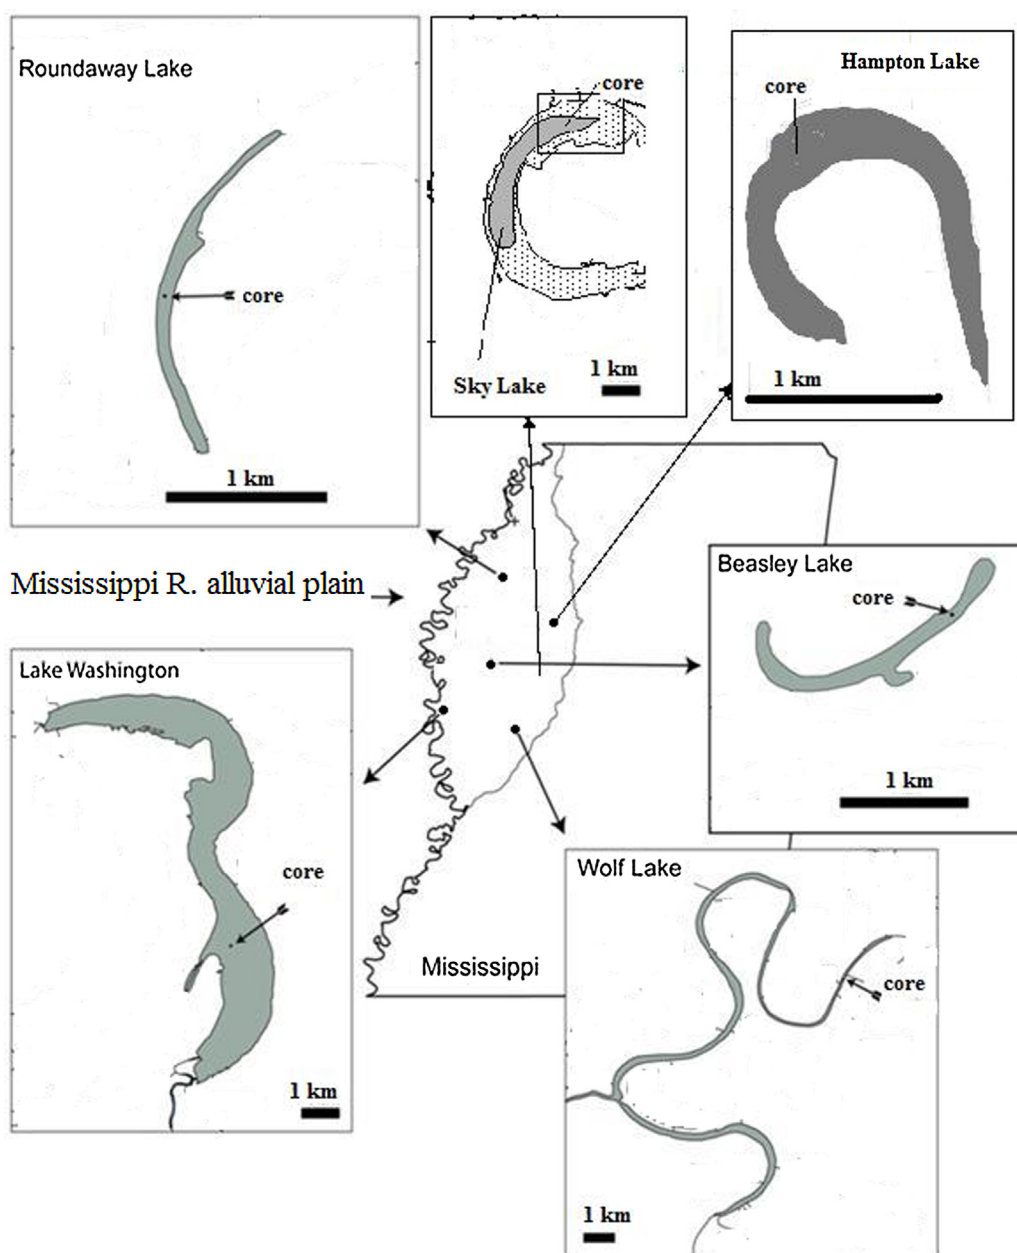 Roundaway Lake
core
1 km
core
1 km
Sky Lake
Hampton Lake
core
1 km
Mississippi R. alluvial plain
Beasley Lake
core
1 km
Lake Washington
core
1 km
Mississippi
Wolf Lake
core
1 km